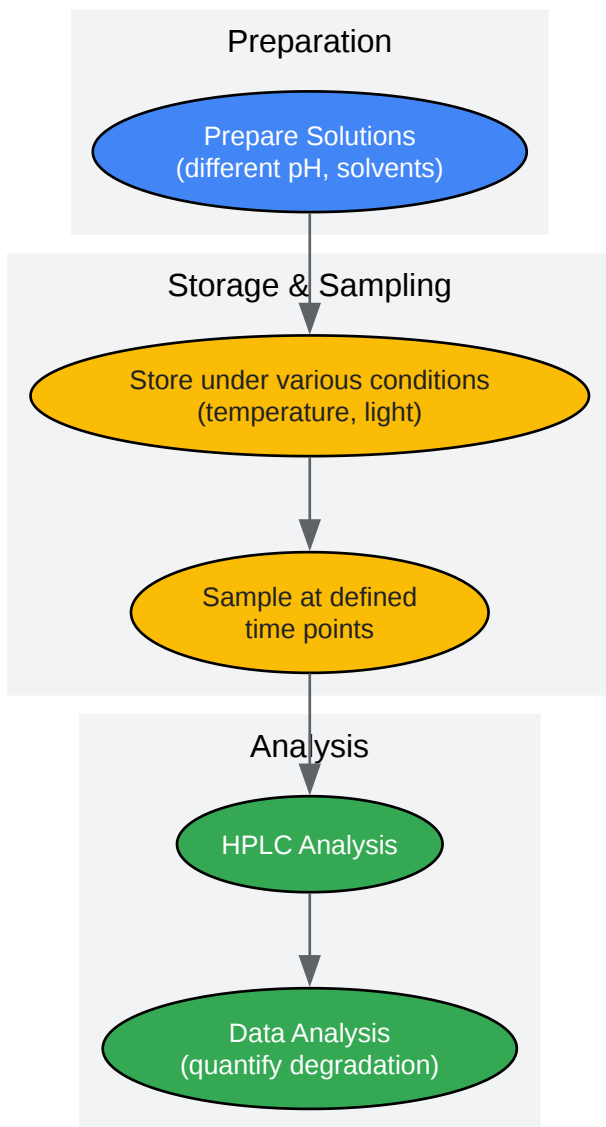 Preparation
Prepare Solutions
(different pH, solvents)
Storage & Sampling
Store under various conditions
(temperature, light)
Sample at defined
time points
Analysis
HPLC Analysis
Data Analysis
(quantify degradation)